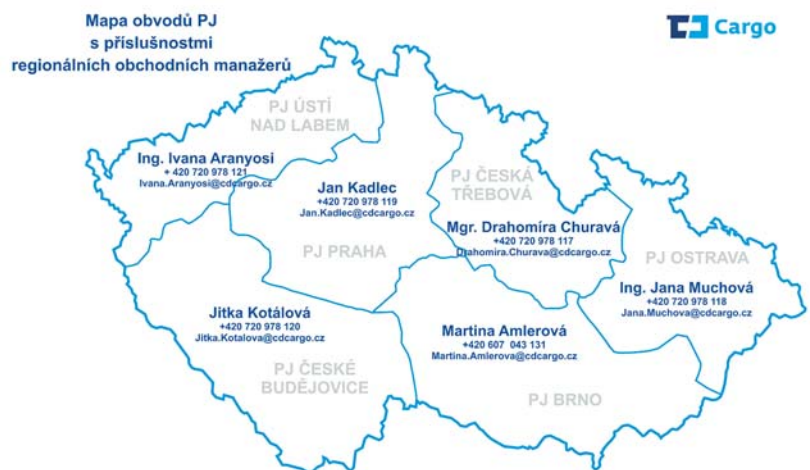 Mapa obvodů PJ
s příslušnostmi
regionálních obchodních manažerů
Cargo
PJ ÚSTÍ
NAD LABEM
Ing. Ivana Aranyosi
+ 420 720 978 121
Ivana.Aranyosi@cdcargo.cz
Jan Kadlec
+420 720 978 119
Jan.Kadlec@cdcargo.cz
PJ PRAHA
PJ ČESKÁ
TŘEBOVÁ
Mgr. Drahomíra Churavá
+420 720 978 117
Drahomira.Churava@cdcargo.cz
PJ OSTRAVA
Ing. Jana Muchová
+420 720 978 118
Jana.Muchova@cdcargo.cz
Jitka Kotálová
+420 720 978 120
Jitka.Kotalova@cdcargo.cz
PJ ČESKÉ
BUDĚJOVICE
Martina Amlerová
+420 607 043 131
Martina.Amlerova@cdcargo.cz
PJ BRNO